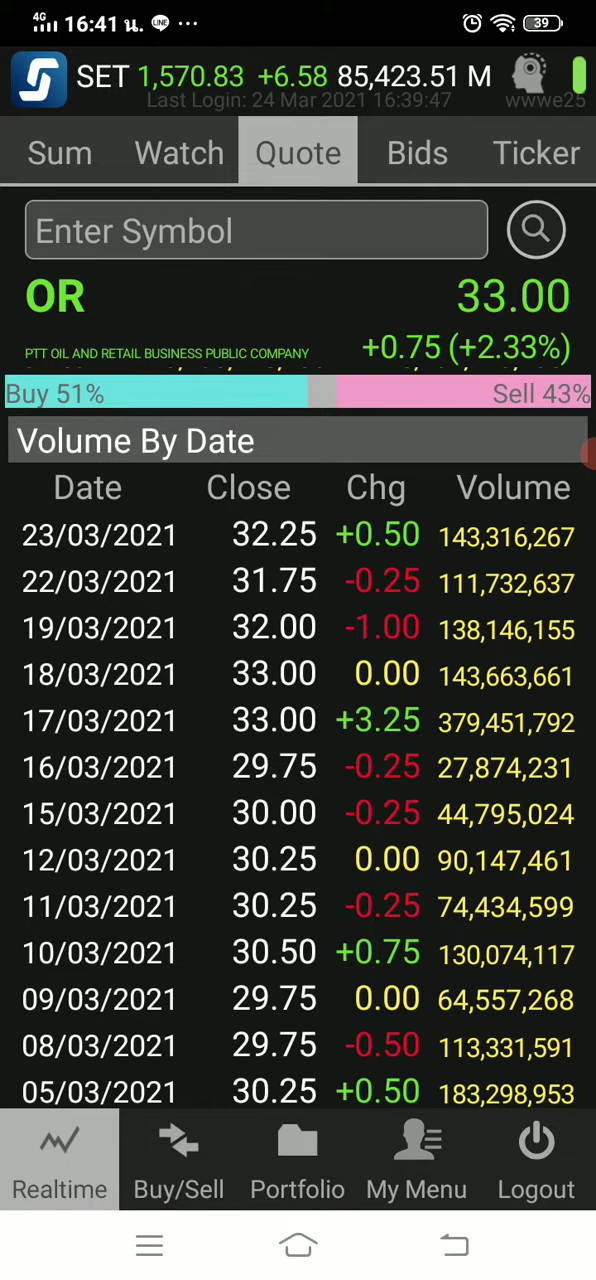 4G 16:41 น. LINE ... 39
SET 1,570.83 +6.58 85,423.51 M
Last Login: 24 Mar 2021 16:39:47 wwwe25
Sum Watch Quote Bids Ticker
Enter Symbol
OR 33.00
PTT OIL AND RETAIL BUSINESS PUBLIC COMPANY +0.75 (+2.33%)
Buy 51% Sell 43%
Volume By Date
Date Close Chg Volume
23/03/2021 32.25 +0.50 143,316,267
22/03/2021 31.75 -0.25 111,732,637
19/03/2021 32.00 -1.00 138,146,155
18/03/2021 33.00 0.00 143,663,661
17/03/2021 33.00 +3.25 379,451,792
16/03/2021 29.75 -0.25 27,874,231
15/03/2021 30.00 -0.25 44,795,024
12/03/2021 30.25 0.00 90,147,461
11/03/2021 30.25 -0.25 74,434,599
10/03/2021 30.50 +0.75 130,074,117
09/03/2021 29.75 0.00 64,557,268
08/03/2021 29.75 -0.50 113,331,591
05/03/2021 30.25 +0.50 183,298,953
Realtime Buy/Sell Portfolio My Menu Logout